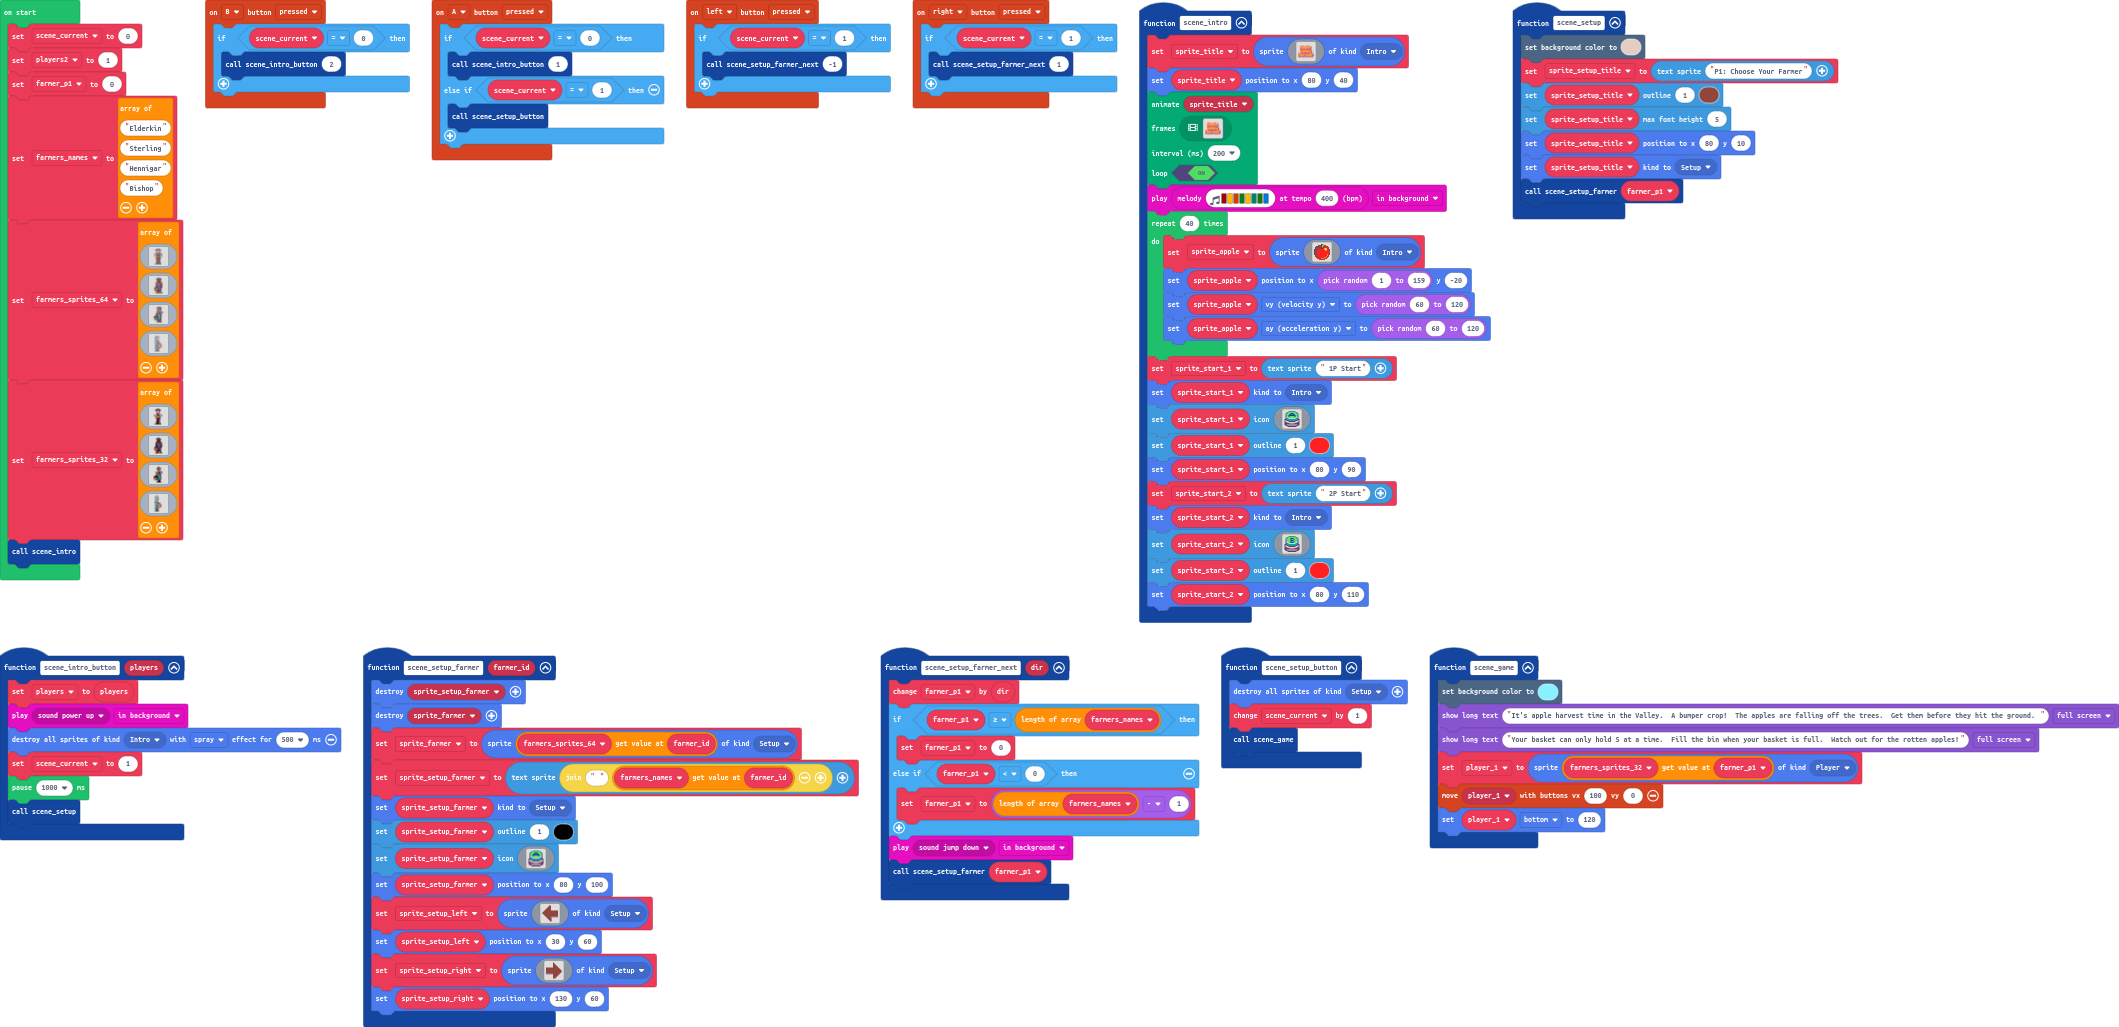 on start
set scene_current to 0
set players2 to 1
set farmer_p1 to 0
set farmers_names to array of "Elderkin" "Sterling" "Hennigar" "Bishop"
set farmers_sprites_64 to array of
set farmers_sprites_32 to array of
call scene_intro
on B button pressed
if scene_current = 0 then
call scene_intro_button 2
on A button pressed
if scene_current = 0 then
call scene_intro_button 1
else if scene_current = 1 then
call scene_setup_button
on left button pressed
if scene_current = 1 then
call scene_setup_farmer_next -1
on right button pressed
if scene_current = 1 then
call scene_setup_farmer_next 1
function scene_intro
set sprite_title to sprite of kind Intro
set sprite_title position to x 80 y 40
animate sprite_title
frames
interval (ms) 200
loop ON
play melody at tempo 400 (bpm) in background
repeat 40 times
do
set sprite_apple to sprite of kind Intro
set sprite_apple position to x pick random 1 to 159 y -20
set sprite_apple vy (velocity y) to pick random 60 to 120
set sprite_apple ay (acceleration y) to pick random 60 to 120
set sprite_start_1 to text sprite " 1P Start"
set sprite_start_1 kind to Intro
set sprite_start_1 icon
set sprite_start_1 outline 1
set sprite_start_1 position to x 80 y 90
set sprite_start_2 to text sprite " 2P Start"
set sprite_start_2 kind to Intro
set sprite_start_2 icon
set sprite_start_2 outline 1
set sprite_start_2 position to x 80 y 110
function scene_setup
set background color to
set sprite_setup_title to text sprite "P1: Choose Your Farmer"
set sprite_setup_title outline 1
set sprite_setup_title max font height 5
set sprite_setup_title position to x 80 y 10
set sprite_setup_title kind to Setup
call scene_setup_farmer farmer_p1
function scene_intro_button players
set players to players
play sound power up in background
destroy all sprites of kind Intro with spray effect for 500 ms
set scene_current to 1
pause 1000 ms
call scene_setup
function scene_setup_farmer farmer_id
destroy sprite_setup_farmer
destroy sprite_farmer
set sprite_farmer to sprite farmers_sprites_64 get value at farmer_id of kind Setup
set sprite_setup_farmer to text sprite join " " farmers_names get value at farmer_id
set sprite_setup_farmer kind to Setup
set sprite_setup_farmer outline 1
set sprite_setup_farmer icon
set sprite_setup_farmer position to x 80 y 100
set sprite_setup_left to sprite of kind Setup
set sprite_setup_left position to x 30 y 60
set sprite_setup_right to sprite of kind Setup
set sprite_setup_right position to x 130 y 60
function scene_setup_farmer_next dir
change farmer_p1 by dir
if farmer_p1 ≥ length of array farmers_names then
set farmer_p1 to 0
else if farmer_p1 < 0 then
set farmer_p1 to length of array farmers_names - 1
play sound jump down in background
call scene_setup_farmer farmer_p1
function scene_setup_button
destroy all sprites of kind Setup
change scene_current by 1
call scene_game
function scene_game
set background color to
show long text "It's apple harvest time in the Valley. A bumper crop! The apples are falling off the trees. Get then before they hit the ground. " full screen
show long text "Your basket can only hold 5 at a time. Fill the bin when your basket is full. Watch out for the rotten apples!" full screen
set player_1 to sprite farmers_sprites_32 get value at farmer_p1 of kind Player
move player_1 with buttons vx 100 vy 0
set player_1 bottom to 120